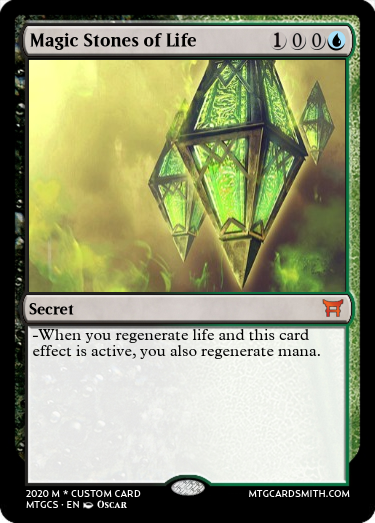 Magic Stones of Life 1 0 0
Secret
-When you regenerate life and this card
effect is active, you also regenerate mana.
2020 M * CUSTOM CARD
MTGCS · EN Oscar
MTGCARDSMITH.COM